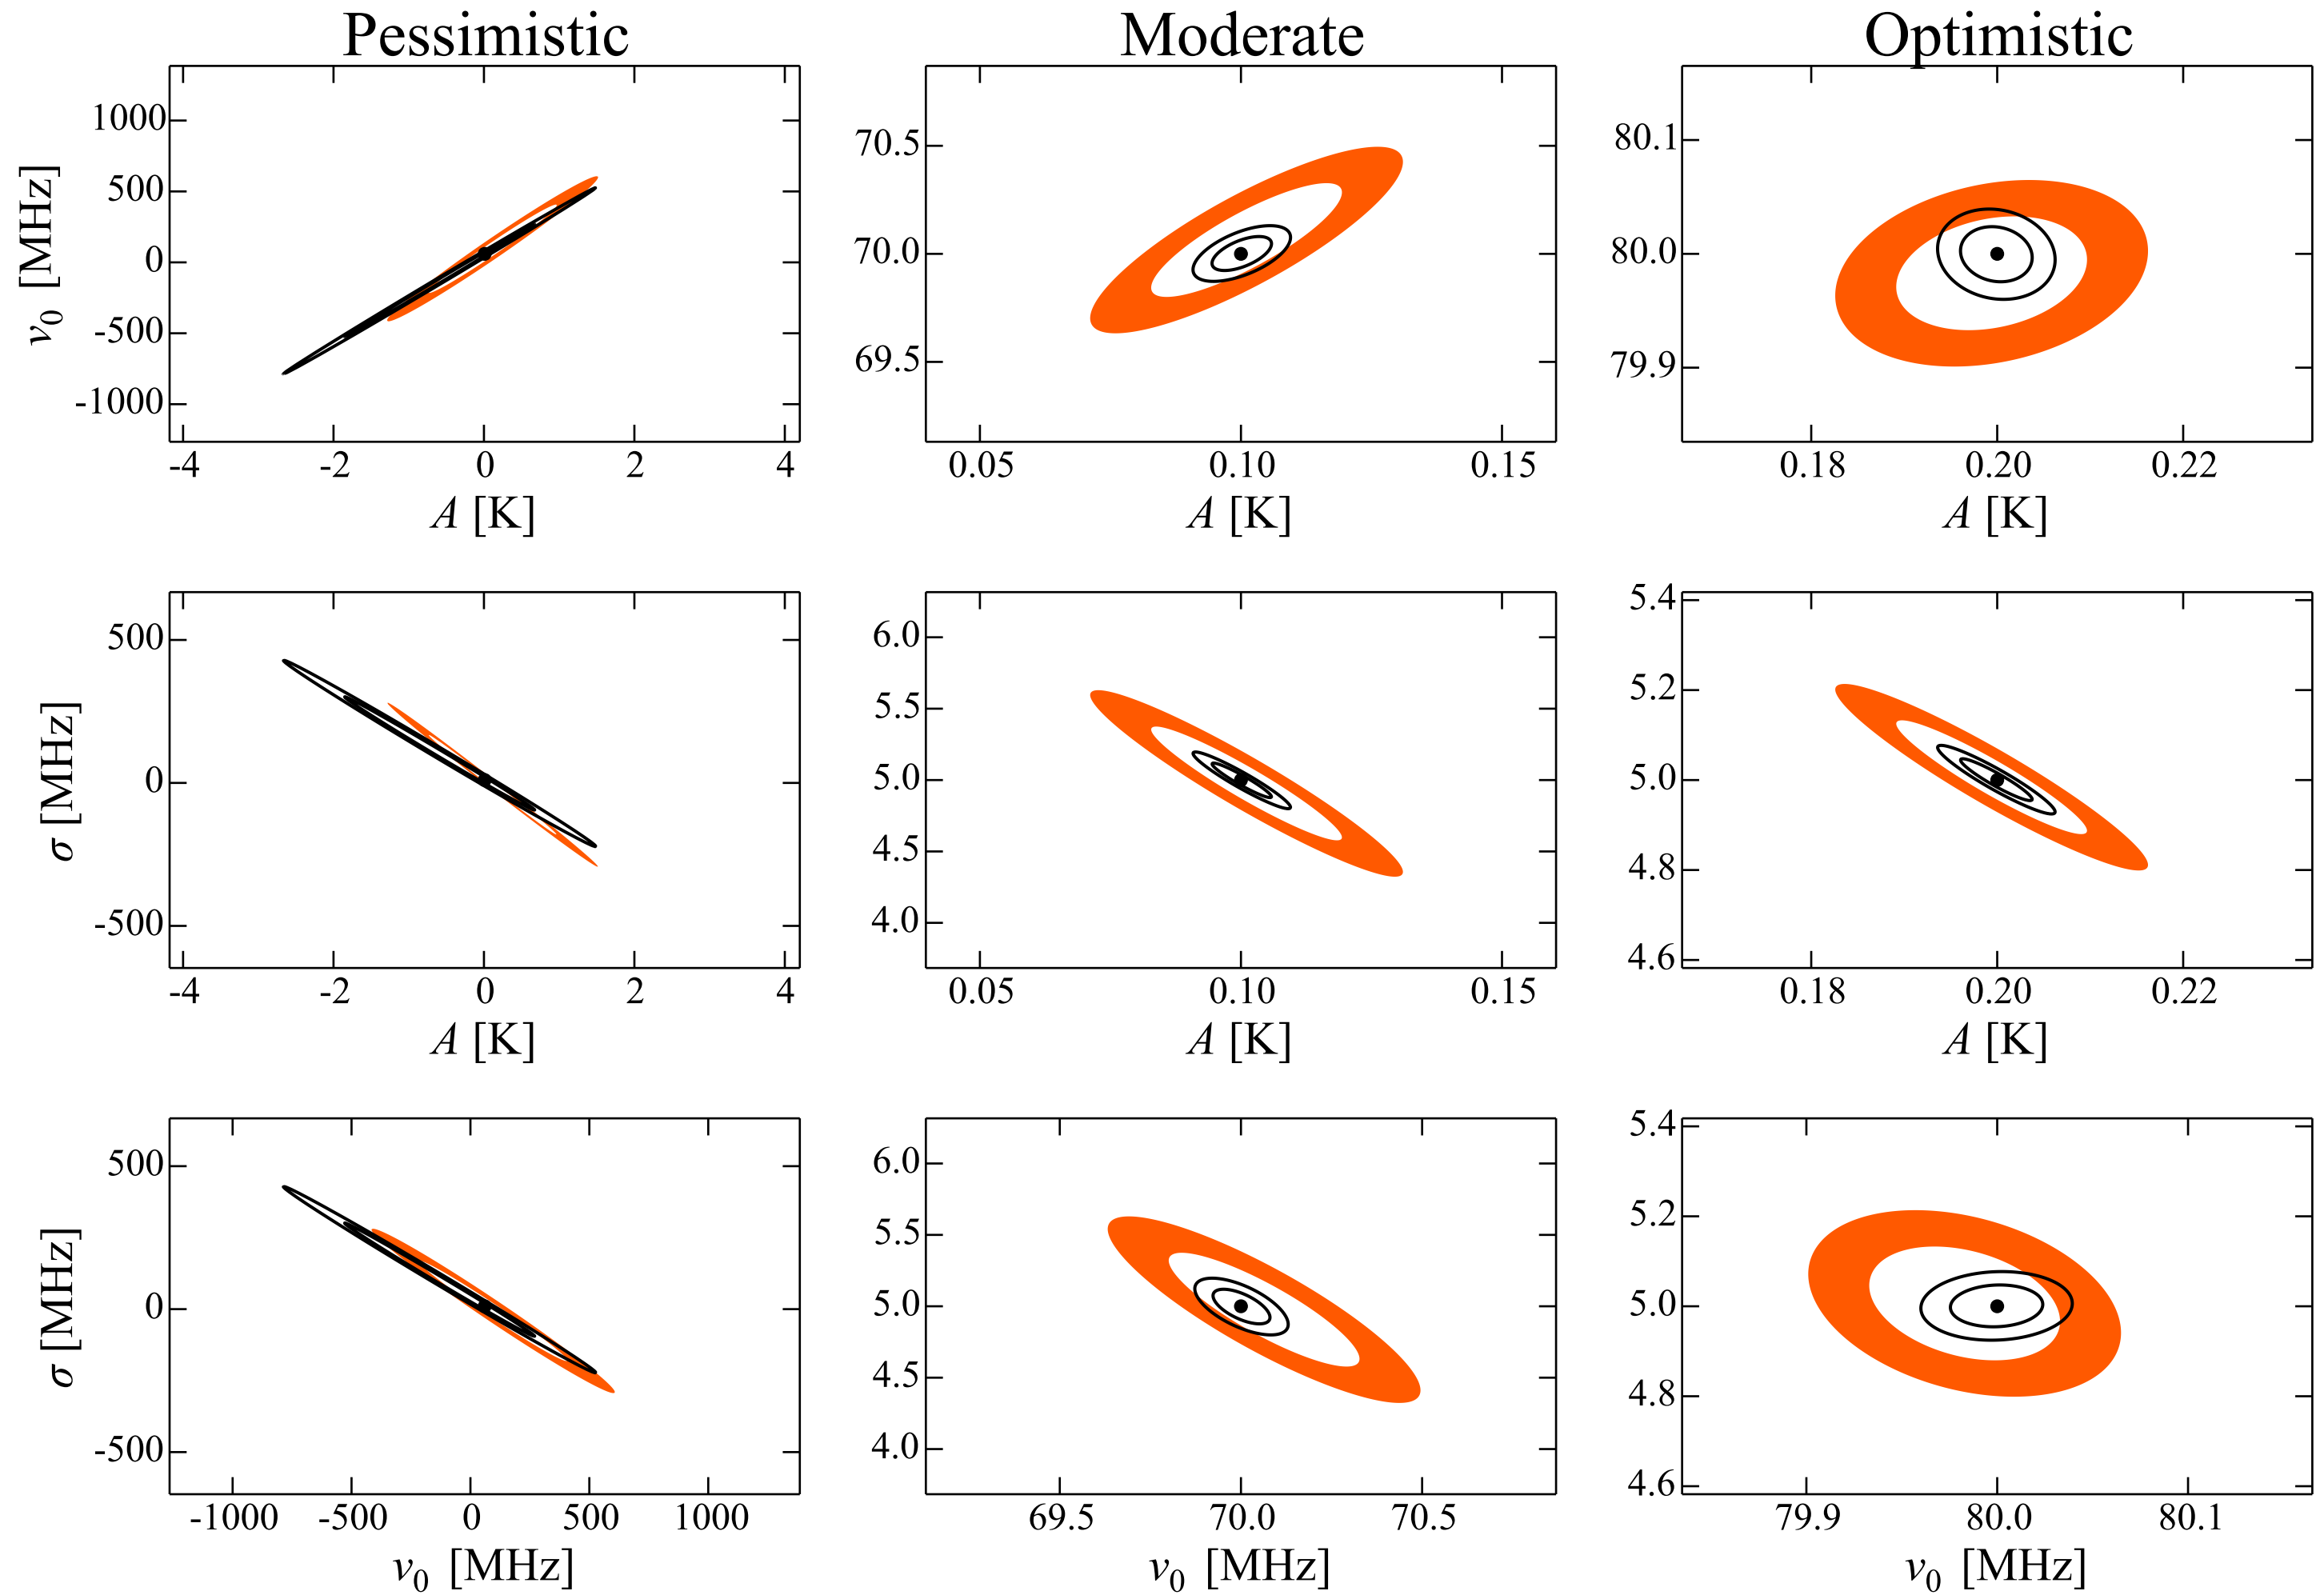 Pessimistic Moderate Optimistic
1000
500
0
-500
-1000
ν0 [MHz]
-4 -2 0 2 4
A [K]
70.5
70.0
69.5
0.05 0.10 0.15
A [K]
80.1
80.0
79.9
0.18 0.20 0.22
A [K]
500
0
-500
σ [MHz]
-4 -2 0 2 4
A [K]
6.0
5.5
5.0
4.5
4.0
0.05 0.10 0.15
A [K]
5.4
5.2
5.0
4.8
4.6
0.18 0.20 0.22
A [K]
500
0
-500
σ [MHz]
-1000 -500 0 500 1000
ν0 [MHz]
6.0
5.5
5.0
4.5
4.0
69.5 70.0 70.5
ν0 [MHz]
5.4
5.2
5.0
4.8
4.6
79.9 80.0 80.1
ν0 [MHz]